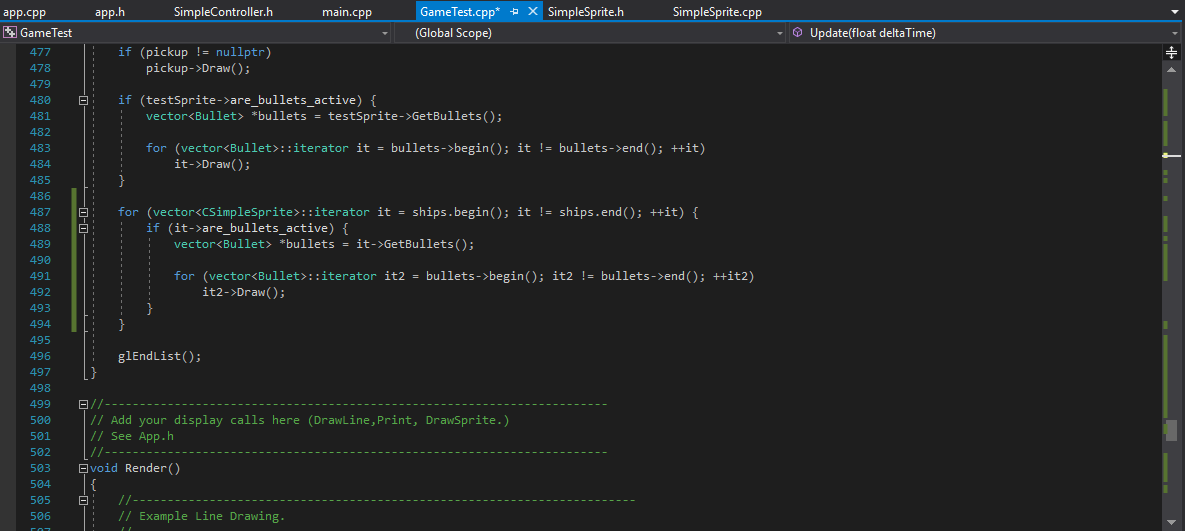 app.cpp app.h SimpleController.h main.cpp GameTest.cpp* SimpleSprite.h SimpleSprite.cpp
GameTest (Global Scope) Update(float deltaTime)
477 if (pickup != nullptr)
478 pickup->Draw();
479
480 if (testSprite->are_bullets_active) {
481 vector<Bullet> *bullets = testSprite->GetBullets();
482
483 for (vector<Bullet>::iterator it = bullets->begin(); it != bullets->end(); ++it)
484 it->Draw();
485 }
486
487 for (vector<CSimpleSprite>::iterator it = ships.begin(); it != ships.end(); ++it) {
488 if (it->are_bullets_active) {
489 vector<Bullet> *bullets = it->GetBullets();
490
491 for (vector<Bullet>::iterator it2 = bullets->begin(); it2 != bullets->end(); ++it2)
492 it2->Draw();
493 }
494 }
495
496 glEndList();
497 }
498
499 //------------------------------------------------------------------------
500 // Add your display calls here (DrawLine,Print, DrawSprite.)
501 // See App.h
502 //------------------------------------------------------------------------
503 void Render()
504 {
505 //------------------------------------------------------------------------
506 // Example Line Drawing.
507 //